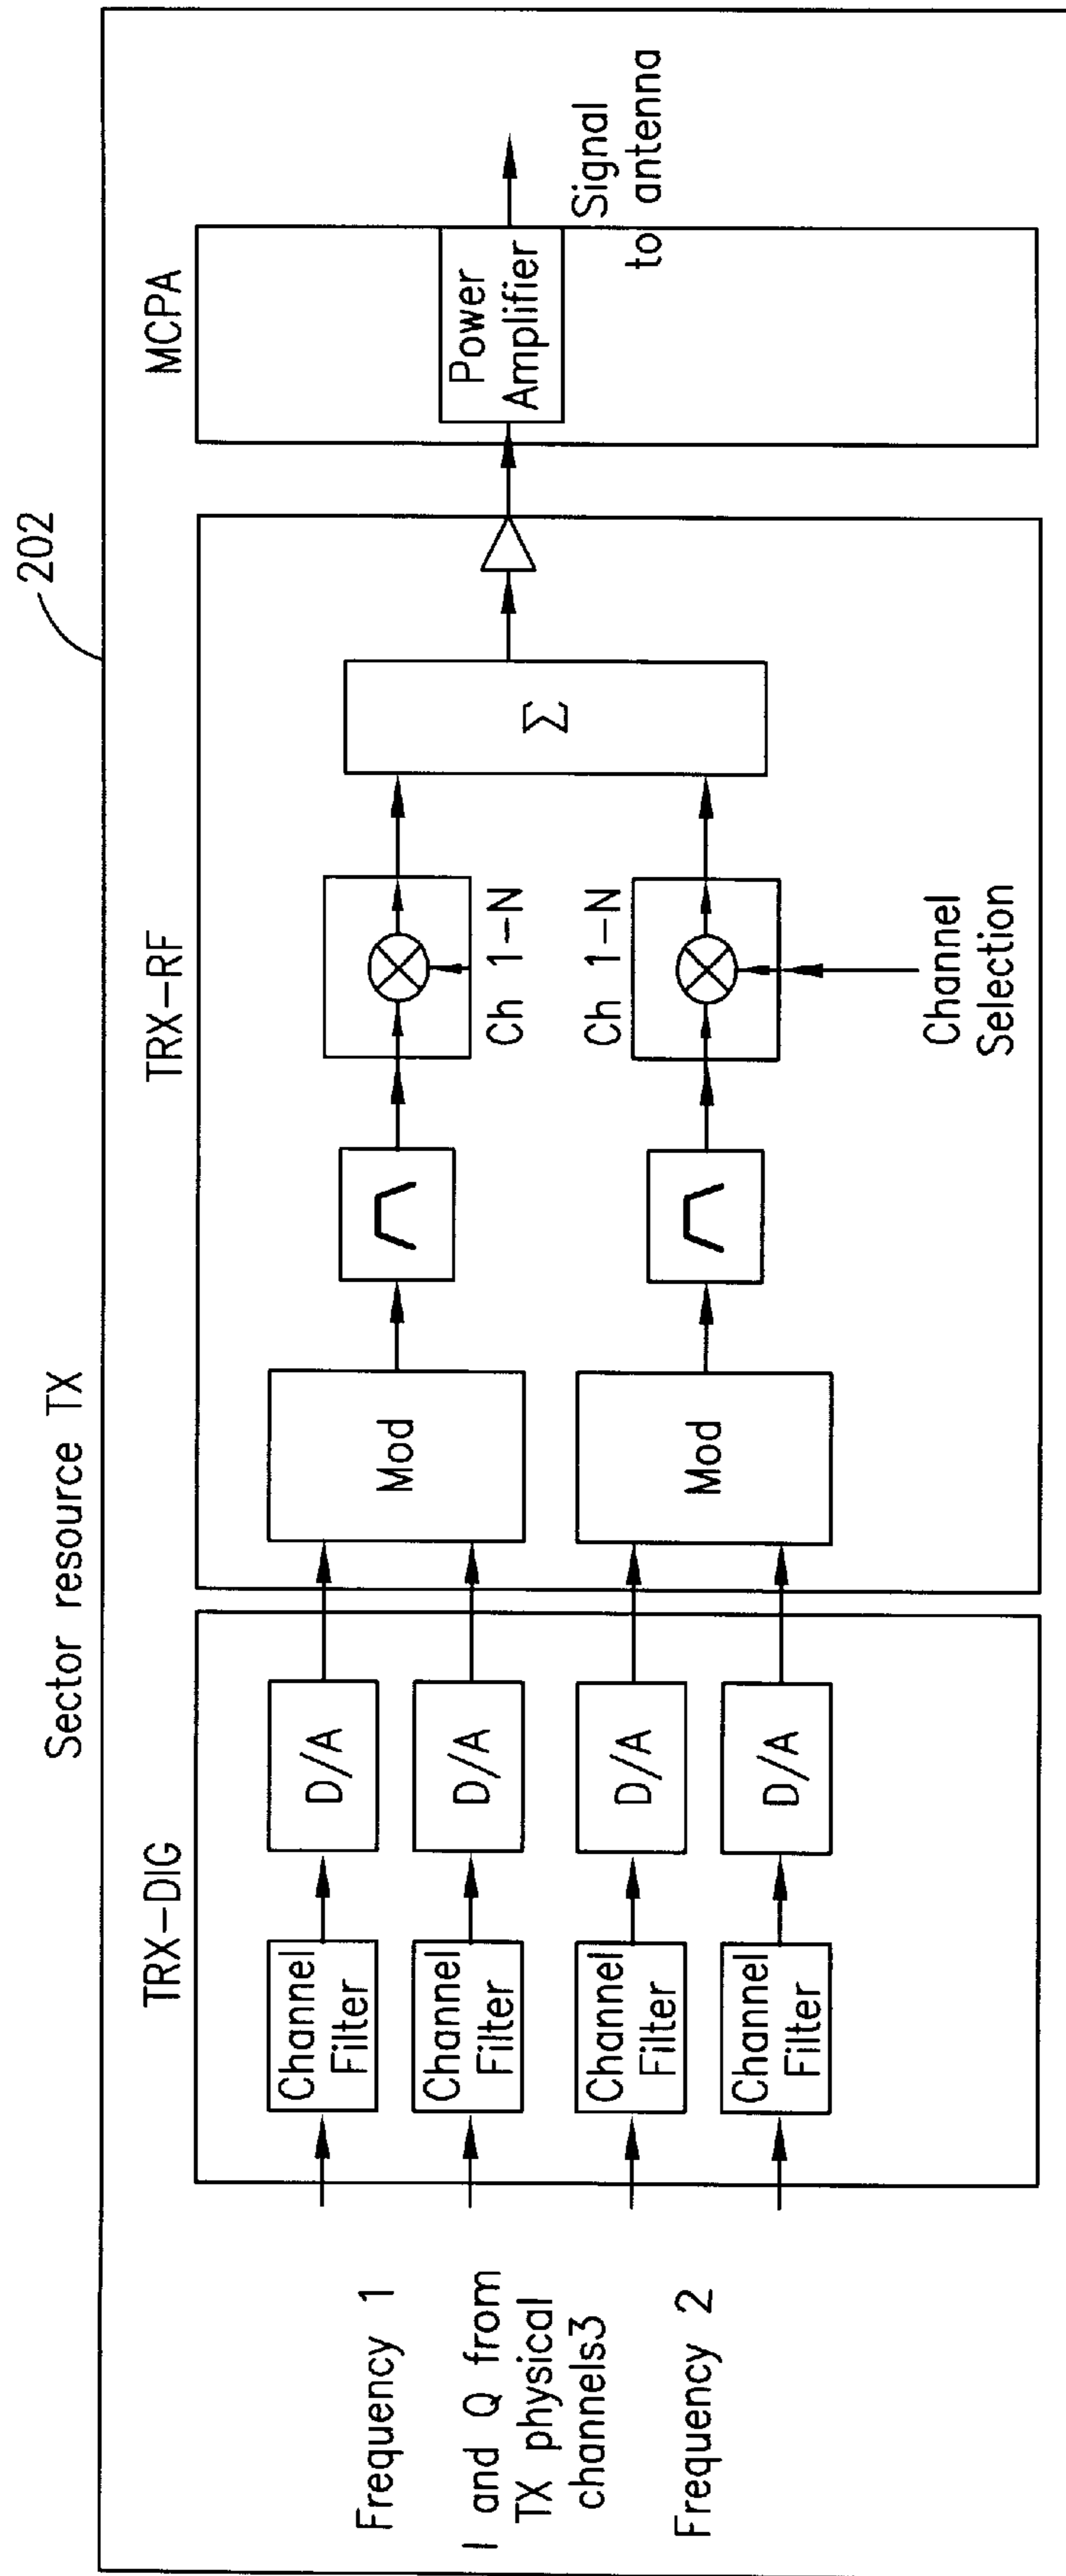 Sector resource TX
202
TRX-DIG
TRX-RF
MCPA
Frequency 1
I and Q from
TX physical
channels3
Frequency 2
Channel
Filter
D/A
Channel
Filter
D/A
Channel
Filter
D/A
Channel
Filter
D/A
Mod
Mod
Ch 1-N
Ch 1-N
Channel
Selection
Σ
Power
Amplifier
Signal
to antenna